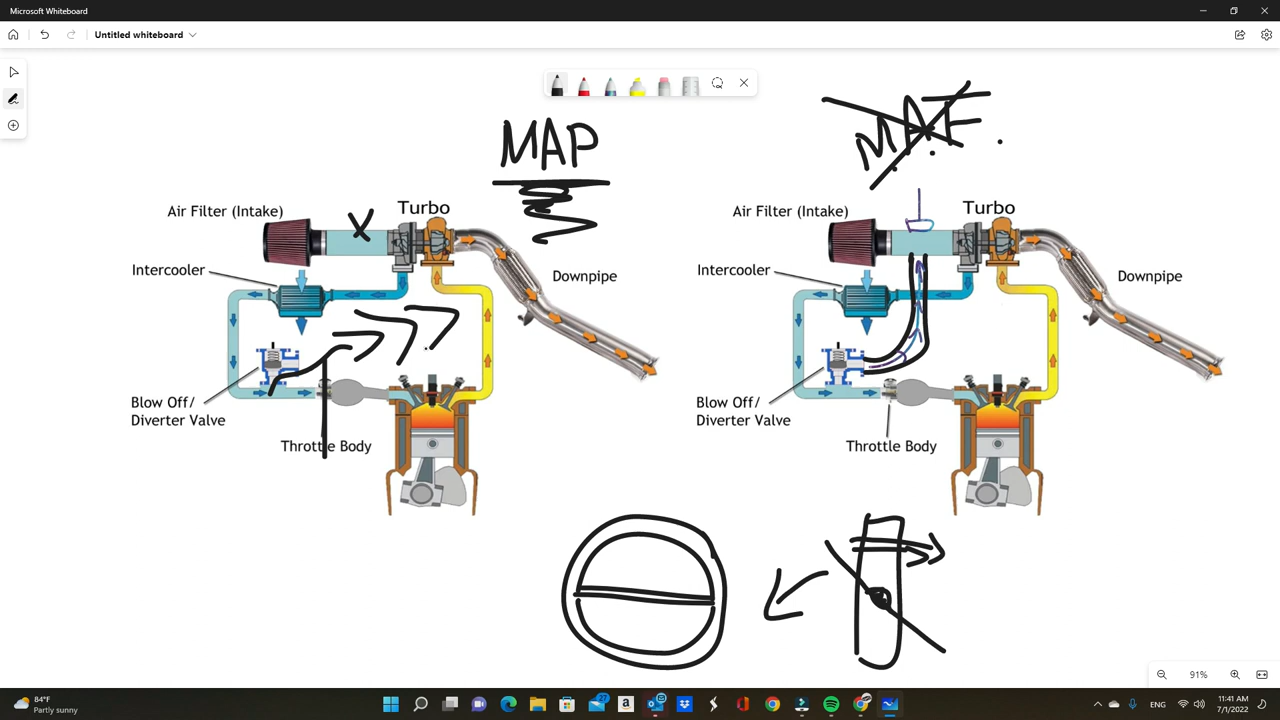 Microsoft Whiteboard
Untitled whiteboard
MAP
M.A.F.
Air Filter (Intake)
Turbo
Intercooler
Downpipe
Blow Off/
Diverter Valve
Throttle Body
X
Air Filter (Intake)
Turbo
Intercooler
Downpipe
Blow Off/
Diverter Valve
Throttle Body
91%
84°F
Partly sunny
27
a
ENG
11:41 AM
7/1/2022